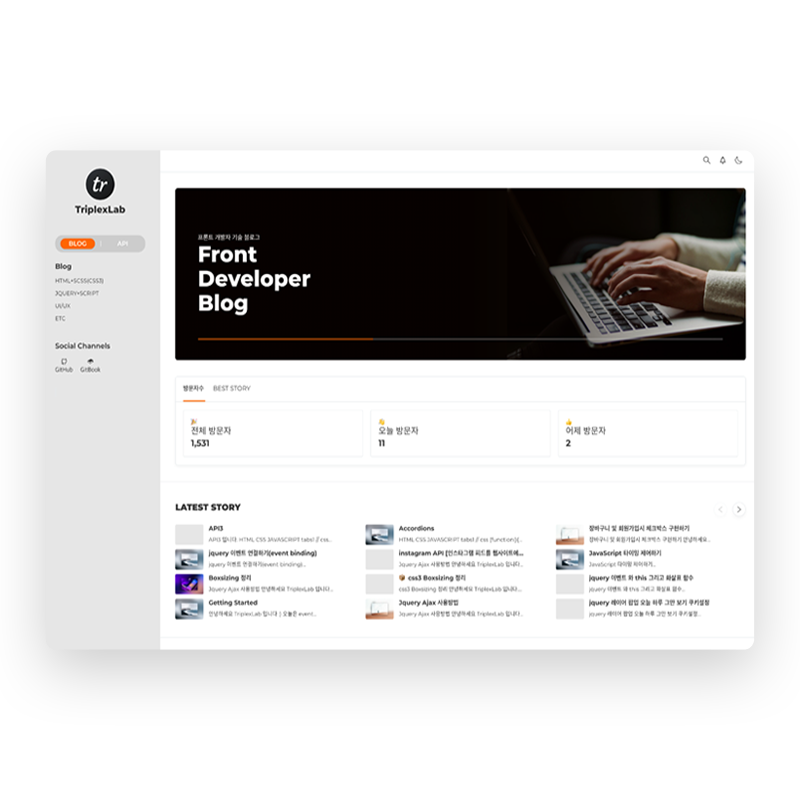 tr
TriplexLab
BLOG | API
Blog
HTML+SCSS(CSS3)
JQUERY+SCRIPT
UI/UX
ETC
Social Channels
GitHub GitBook
프론트 개발자 기술 블로그
Front
Developer
Blog
방문자수 BEST STORY
전체 방문자
1,531
오늘 방문자
11
어제 방문자
2
LATEST STORY
API3
API3 입니다. HTML CSS JAVASCRIPT tabel // css...
jquery 이벤트 연결하기(event binding)
jquery 이벤트 연결하기(event binding)...
Boxsizing 정리
Jquery Ajax 사용방법 안녕하세요 TriplexLab 입니다...
Getting Started
안녕하세요 TriplexLab 입니다 :) 오늘은 event...
Accordions
HTML CSS JAVASCRIPT tabel // css (function(){...
instagram API [인스타그램 피드를 웹사이트에...
Jquery Ajax 사용방법 안녕하세요 TriplexLab 입니다...
📦 css3 Boxsizing 정리
css3 Boxsizing 정리 안녕하세요 TriplexLab 입니다...
Jquery Ajax 사용방법
Jquery Ajax 사용방법 안녕하세요 TriplexLab 입니다...
장바구니 및 회원가입시 체크박스 구현하기
장바구니 및 회원가입시 체크박스 구현하기 안녕하세요...
JavaScript 타이밍 제어하기
JavaScript 타이밍 제어하기...
jquery 이벤트 와 this 그리고 화살표 함수
jquery 이벤트 와 this 그리고 화살표 함수...
jquery 레이어 팝업 오늘 하루 그만 보기 쿠키설정
jquery 레이어 팝업 오늘 하루 그만 보기 쿠키설정...